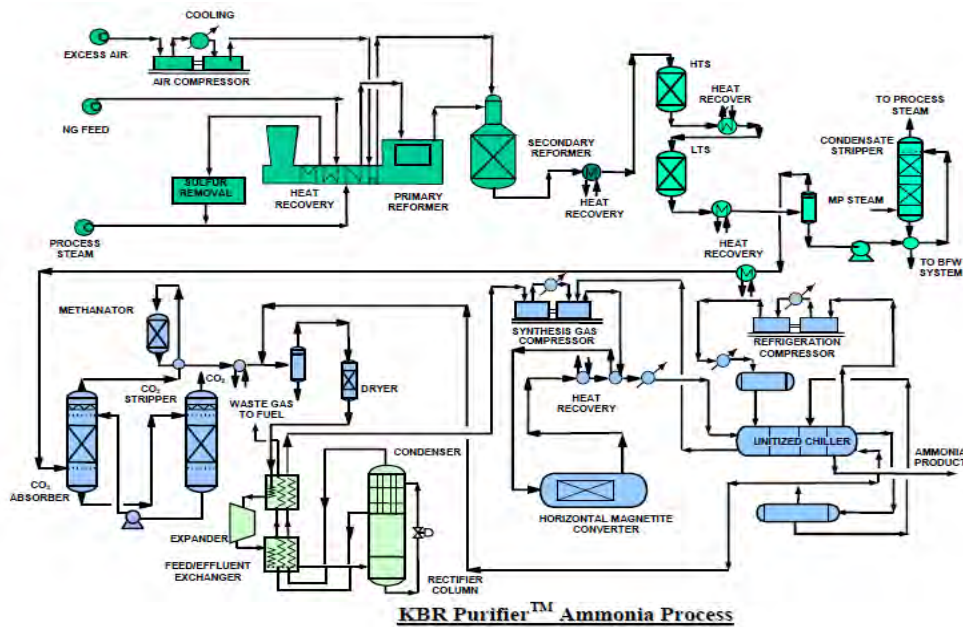 COOLING
EXCESS AIR
AIR COMPRESSOR
NG FEED
SULFUR
REMOVAL
HEAT
RECOVERY
PRIMARY
REFORMER
PROCESS
STEAM
SECONDARY
REFORMER
HEAT
RECOVERY
HTS
HEAT
RECOVER
LTS
HEAT
RECOVERY
TO PROCESS
STEAM
CONDENSATE
STRIPPER
MP STEAM
TO BFW
SYSTEM
METHANATOR
CO2
STRIPPER
CO2
WASTE GAS
TO FUEL
DRYER
CO2
ABSORBER
EXPANDER
FEED/EFFLUENT
EXCHANGER
CONDENSER
RECTIFIER
COLUMN
SYNTHESIS GAS
COMPRESSOR
HEAT
RECOVERY
HORIZONTAL MAGNETITE
CONVERTER
REFRIGERATION
COMPRESSOR
UNITIZED CHILLER
AMMONIA
PRODUCT
KBR Purifier™ Ammonia Process